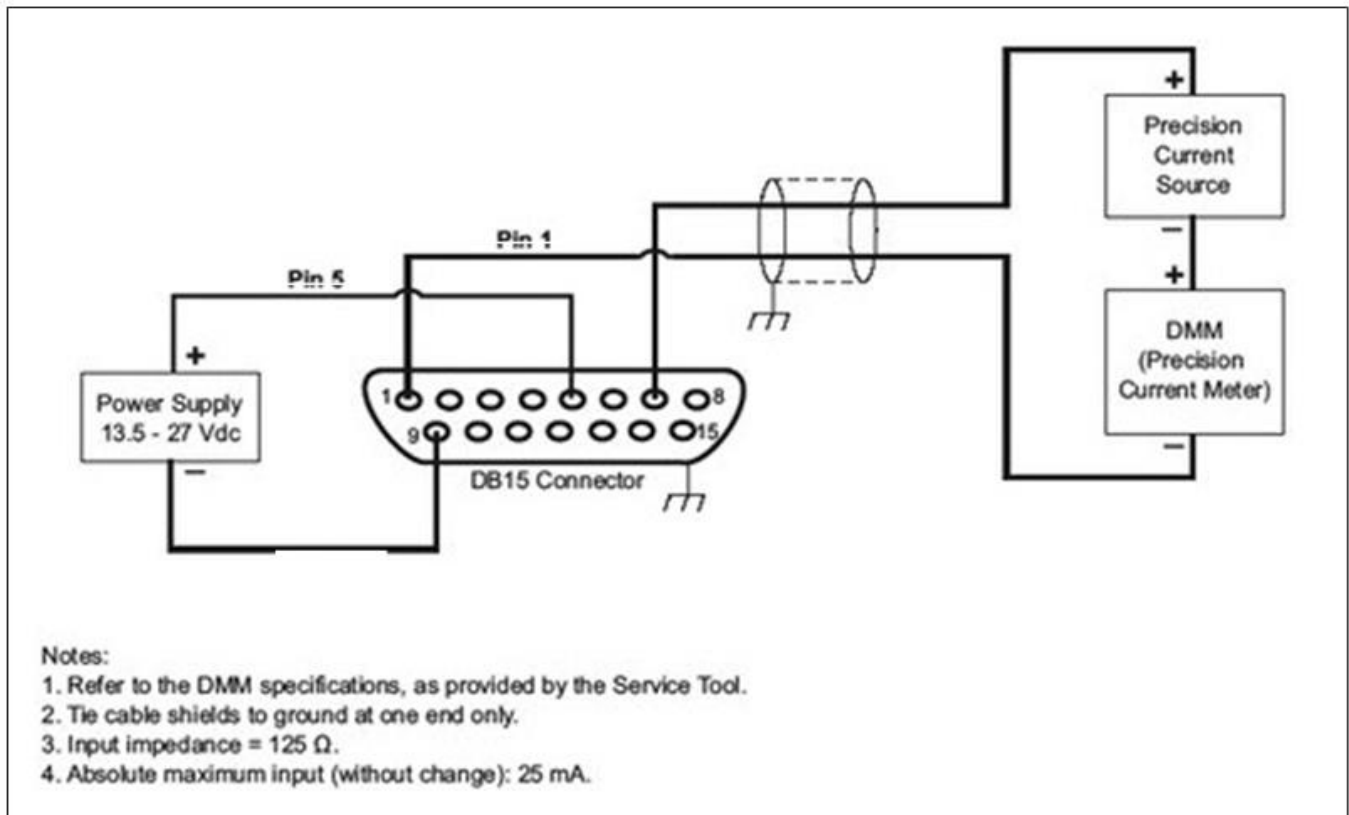 +
Precision
Current
Source
−
+
DMM
(Precision
Current Meter)
−
Pin 1
Pin 5
+
Power Supply
13.5 - 27 Vdc
−
1
8
9
15
DB15 Connector
Notes:
1. Refer to the DMM specifications, as provided by the Service Tool.
2. Tie cable shields to ground at one end only.
3. Input impedance = 125 Ω.
4. Absolute maximum input (without change): 25 mA.